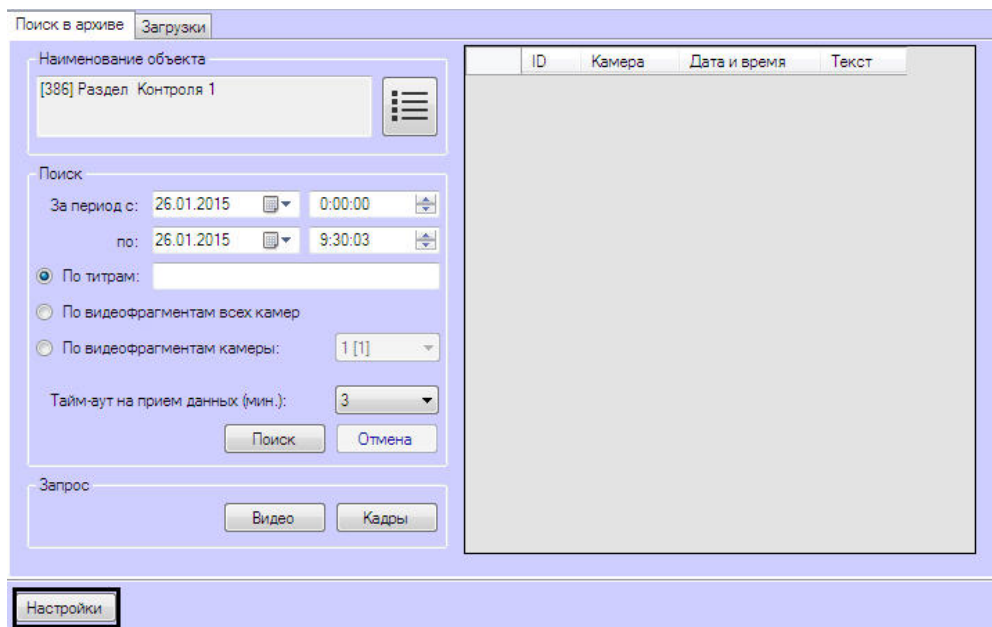 Поиск в архиве Загрузки
Наименование объекта
[386] Раздел Контроля 1
Поиск
За период с: 26.01.2015 0:00:00
по: 26.01.2015 9:30:03
По титрам:
По видеофрагментам всех камер
По видеофрагментам камеры: 1 [1]
Тайм-аут на прием данных (мин.): 3
Поиск Отмена
Запрос
Видео Кадры
ID Камера Дата и время Текст
Настройки